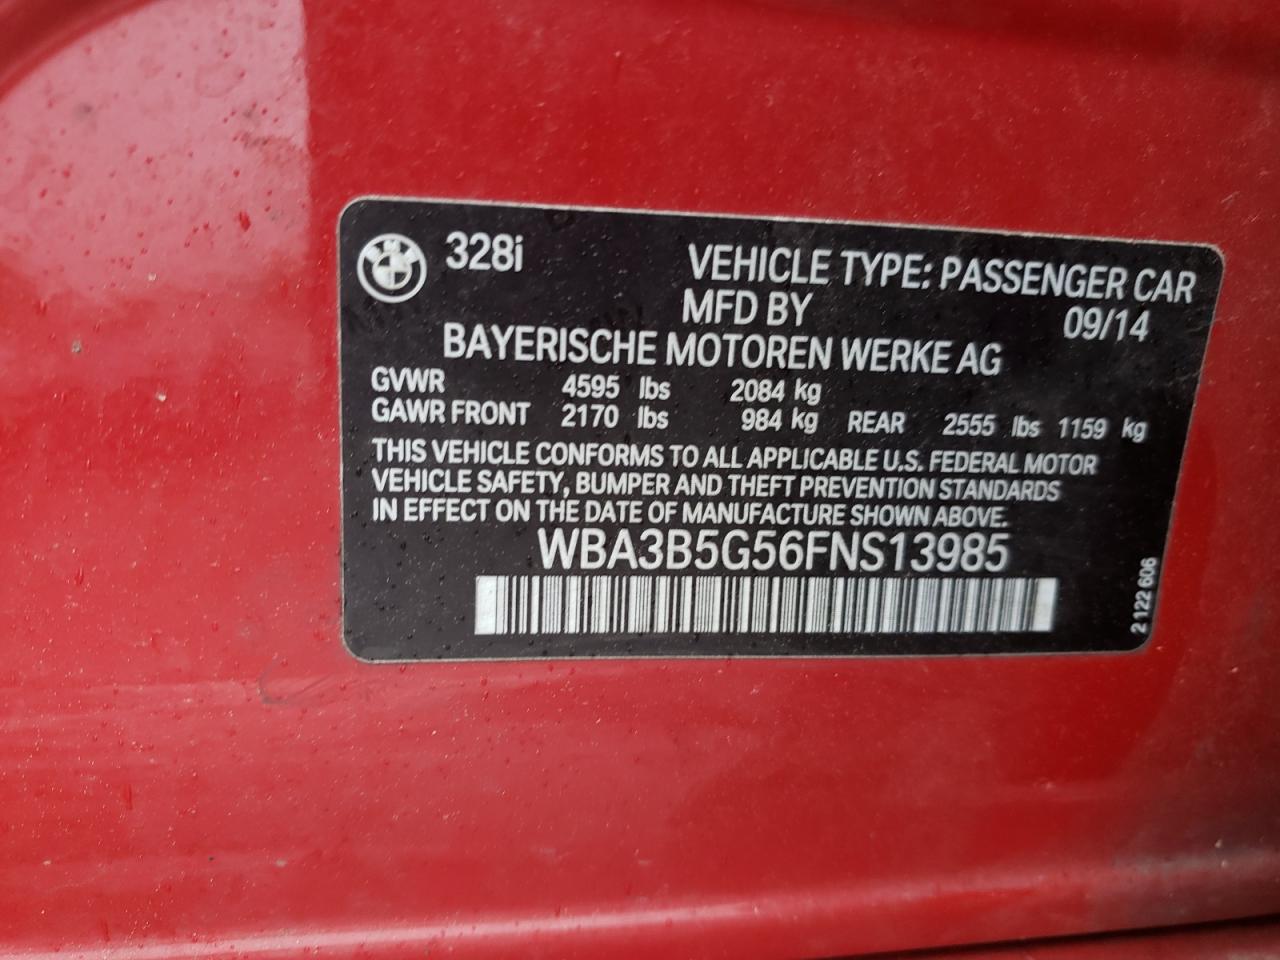 328i
VEHICLE TYPE: PASSENGER CAR
MFD BY 09/14
BAYERISCHE MOTOREN WERKE AG
GVWR 4595 lbs 2084 kg
GAWR FRONT 2170 lbs 984 kg REAR 2555 lbs 1159 kg
THIS VEHICLE CONFORMS TO ALL APPLICABLE U.S. FEDERAL MOTOR
VEHICLE SAFETY, BUMPER AND THEFT PREVENTION STANDARDS
IN EFFECT ON THE DATE OF MANUFACTURE SHOWN ABOVE.
WBA3B5G56FNS13985
2 122 606